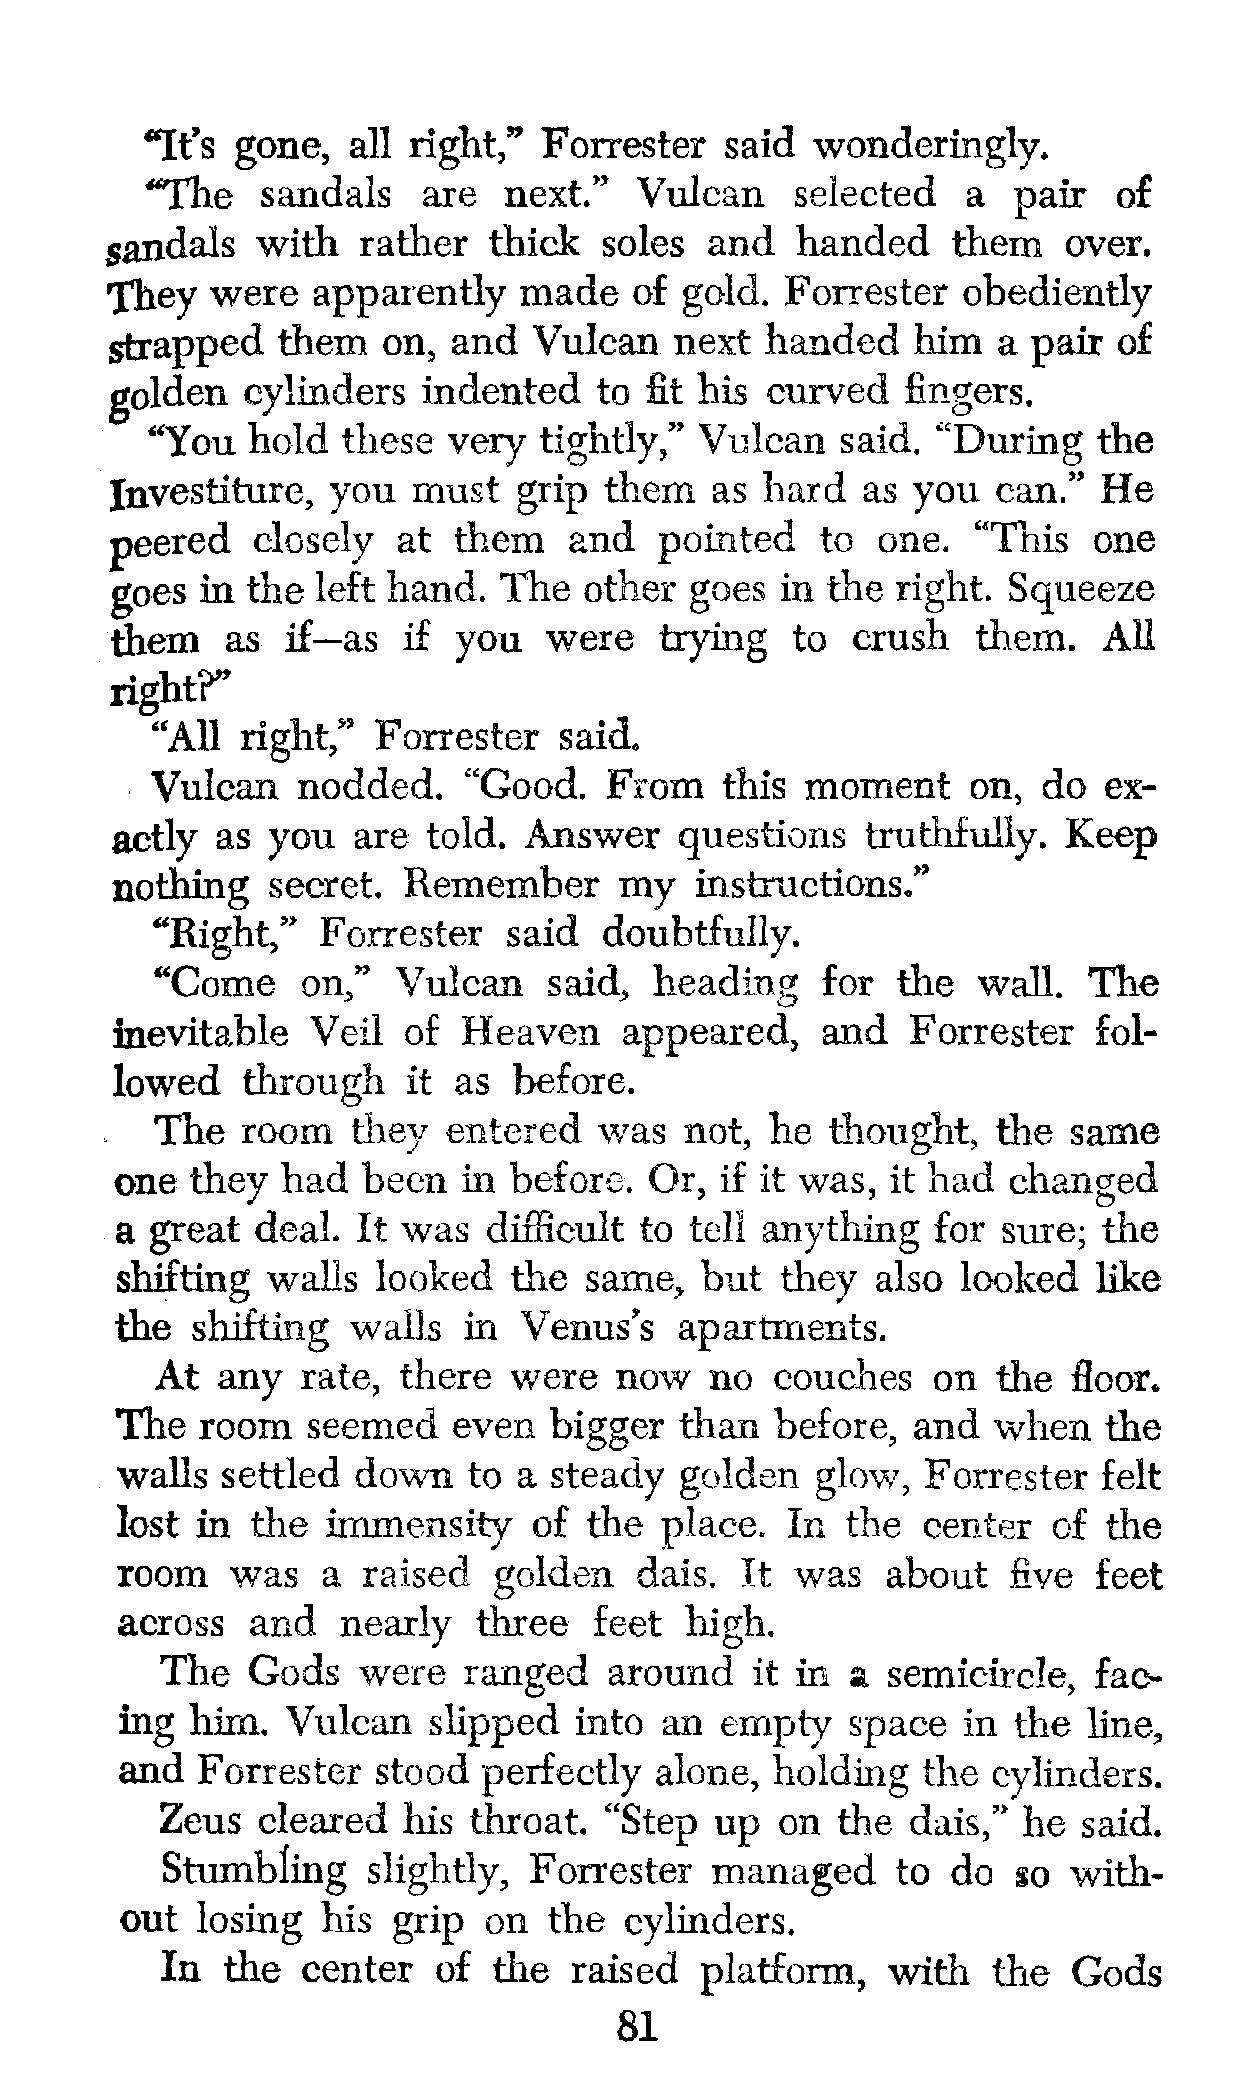 “It’s gone, all right,” Forrester said wonderingly.
“The sandals are next.” Vulcan selected a pair of
sandals with rather thick soles and handed them over.
They were apparently made of gold. Forrester obediently
strapped them on, and Vulcan next handed him a pair of
golden cylinders indented to fit his curved fingers.
“You hold these very tightly,” Vulcan said. “During the
Investiture, you must grip them as hard as you can.” He
peered closely at them and pointed to one. “This one
goes in the left hand. The other goes in the right. Squeeze
them as if—as if you were trying to crush them. All
right?”
“All right,” Forrester said.
Vulcan nodded. “Good. From this moment on, do ex-
actly as you are told. Answer questions truthfully. Keep
nothing secret. Remember my instructions.”
“Right,” Forrester said doubtfully.
“Come on,” Vulcan said, heading for the wall. The
inevitable Veil of Heaven appeared, and Forrester fol-
lowed through it as before.
The room they entered was not, he thought, the same
one they had been in before. Or, if it was, it had changed
a great deal. It was difficult to tell anything for sure; the
shifting walls looked the same, but they also looked like
the shifting walls in Venus’s apartments.
At any rate, there were now no couches on the floor.
The room seemed even bigger than before, and when the
walls settled down to a steady golden glow, Forrester felt
lost in the immensity of the place. In the center of the
room was a raised golden dais. It was about five feet
across and nearly three feet high.
The Gods were ranged around it in a semicircle, fac-
ing him. Vulcan slipped into an empty space in the line,
and Forrester stood perfectly alone, holding the cylinders.
Zeus cleared his throat. “Step up on the dais,” he said.
Stumbling slightly, Forrester managed to do so with-
out losing his grip on the cylinders.
In the center of the raised platform, with the Gods
81